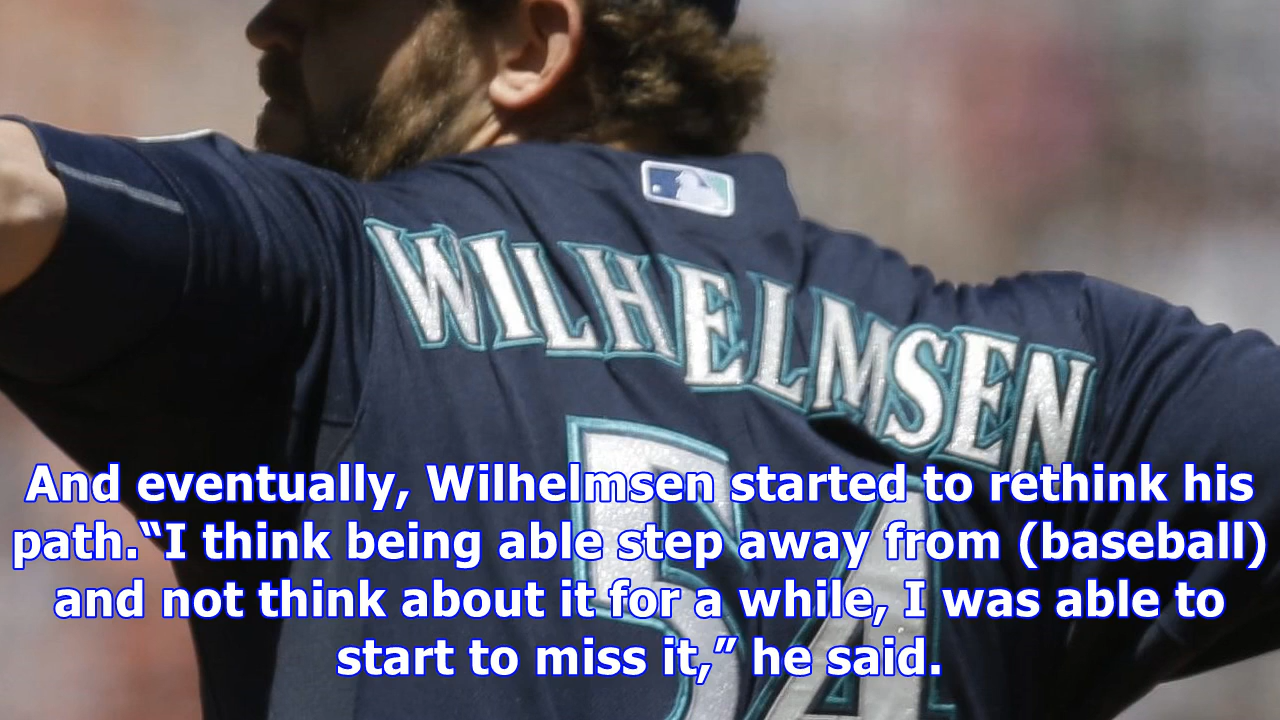 WILHELMSEN
54
And eventually, Wilhelmsen started to rethink his
path.“I think being able step away from (baseball)
and not think about it for a while, I was able to
start to miss it,” he said.